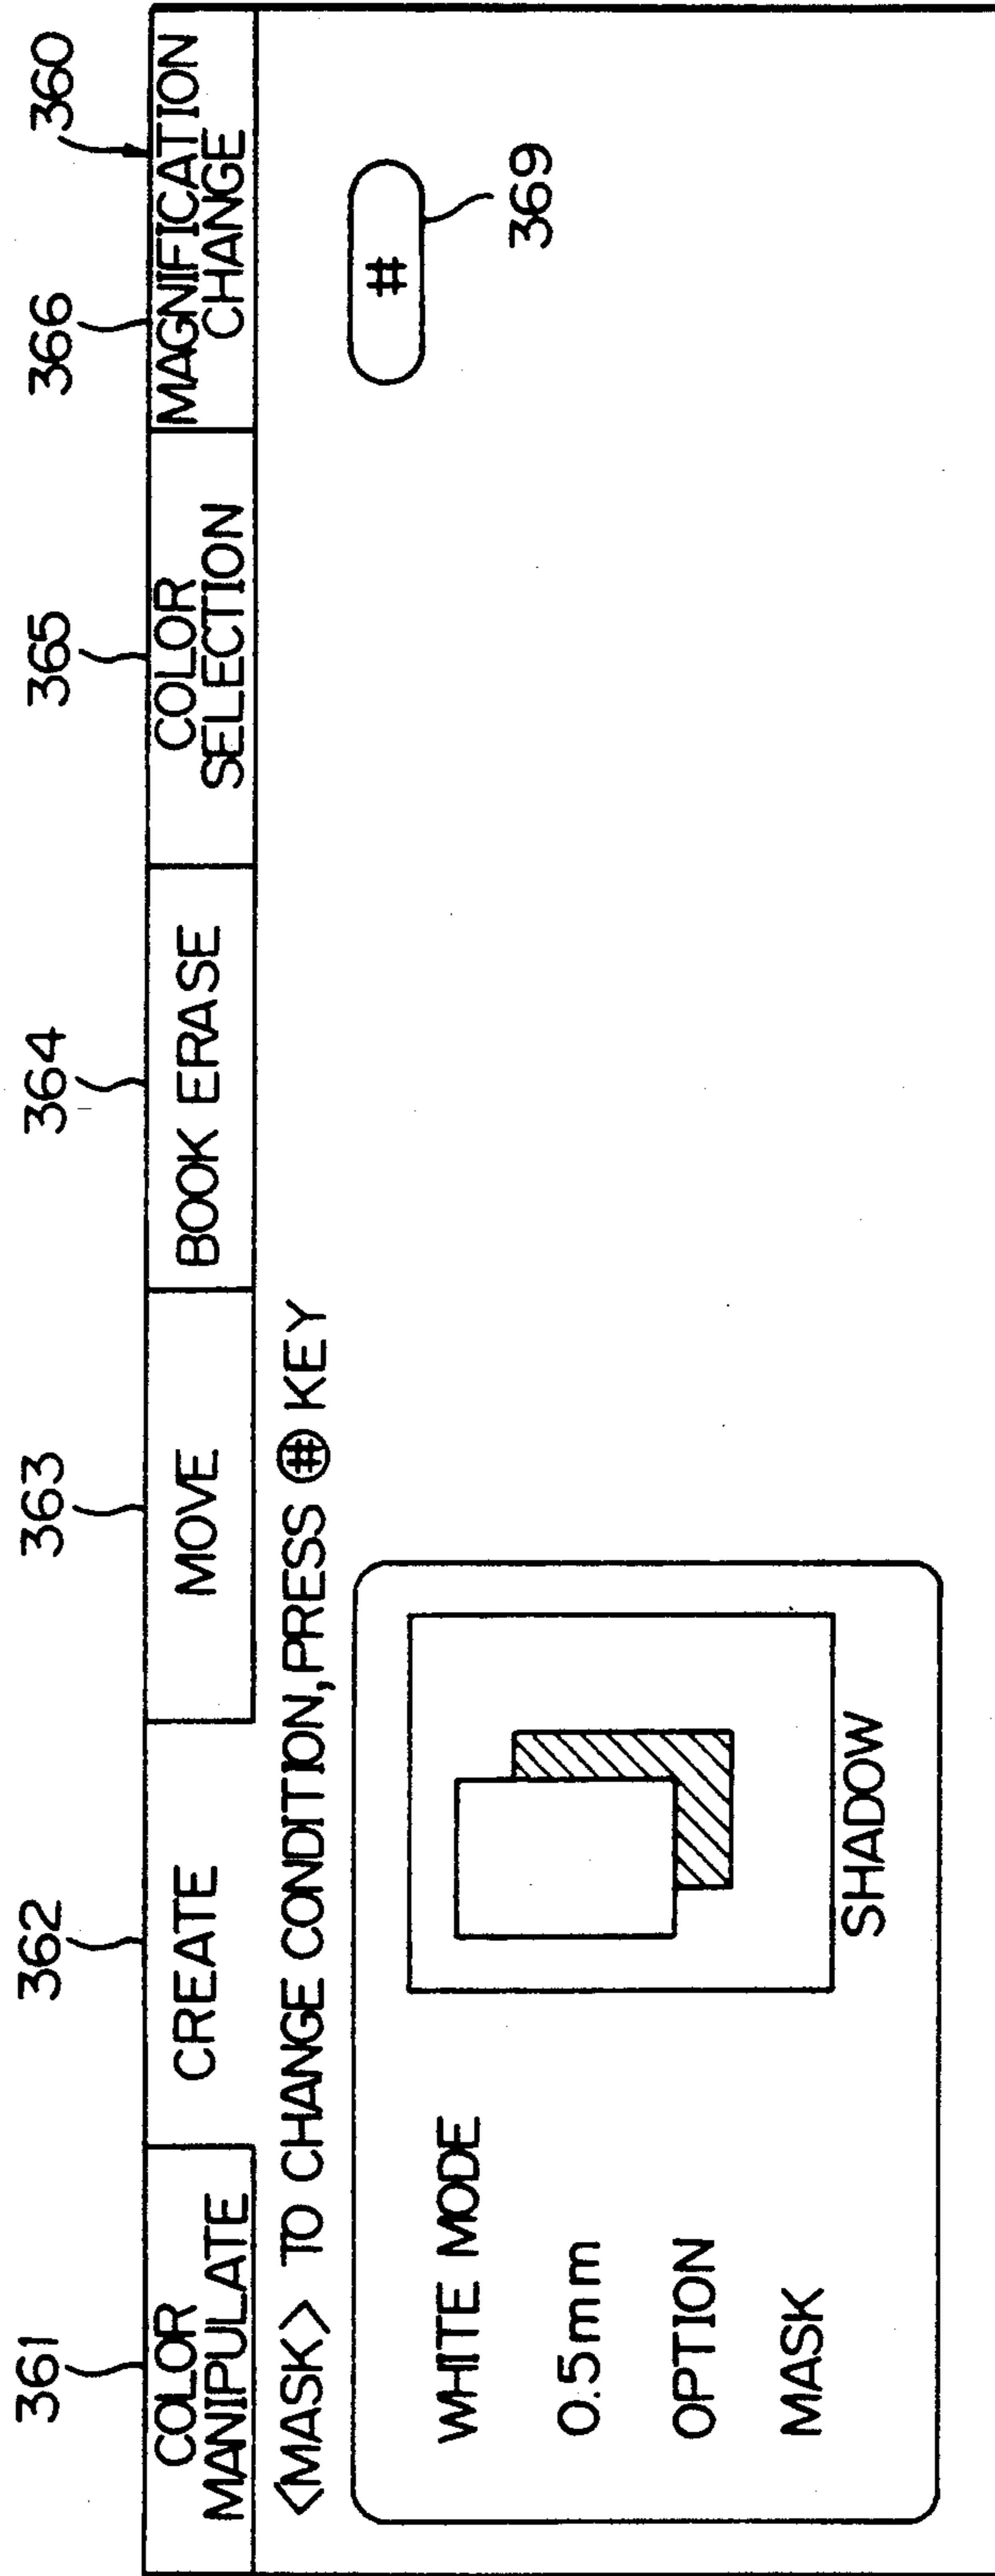 361
362
363
364
365
366
360
COLOR
MANIPULATE
CREATE
MOVE
BOOK ERASE
COLOR
SELECTION
MAGNIFICATION
CHANGE
<MASK> TO CHANGE CONDITION, PRESS # KEY
#
369
WHITE MODE
0.5mm
OPTION
MASK
SHADOW